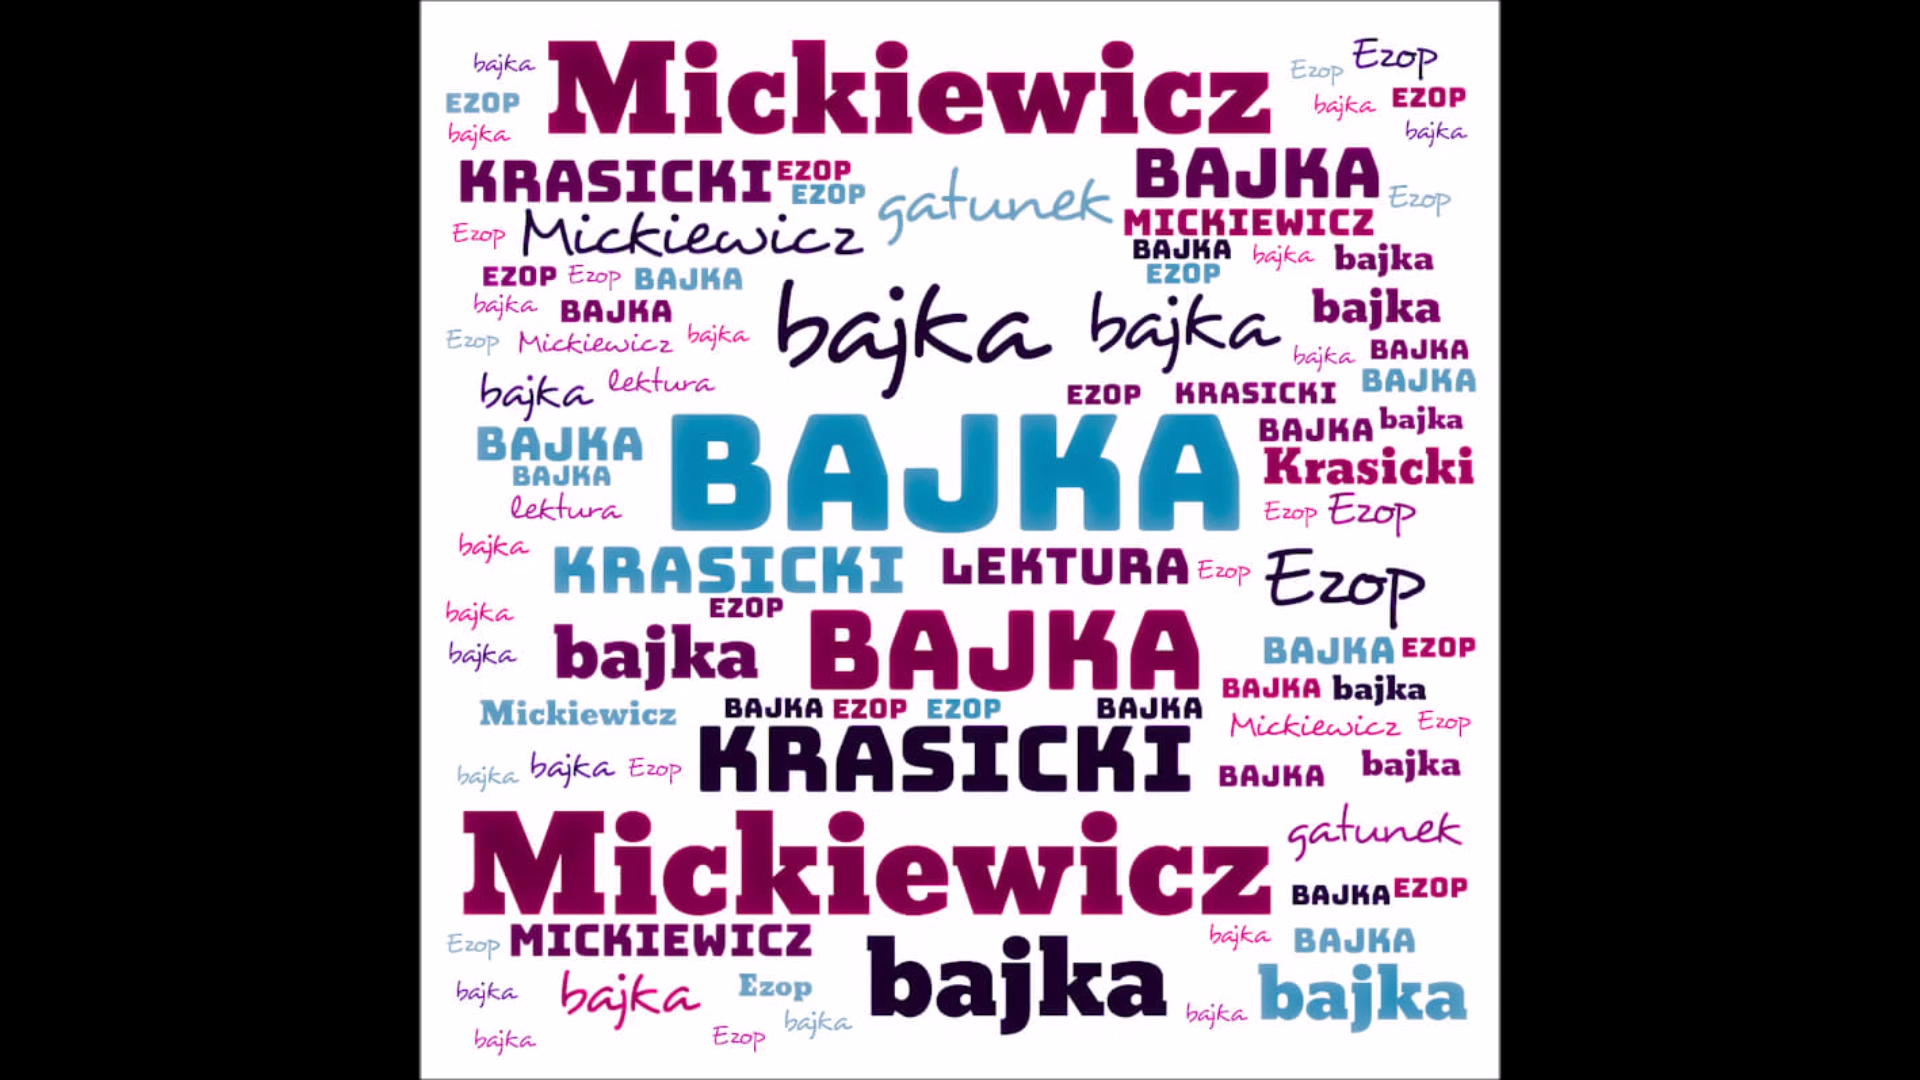 bajka Mickiewicz Ezop Ezop
EZOP bajka EZOP
bajka bajka
KRASICKI EZOP BAJKA
EZOP gatunek Ezop
Ezop Mickiewicz MICKIEWICZ
BAJKA bajka bajka
EZOP Ezop BAJKA EZOP
bajka BAJKA bajka bajka bajka
Ezop Mickiewicz bajka bajka BAJKA
bajka lektura EZOP KRASICKI BAJKA
BAJKA BAJKA BAJKA bajka
BAJKA Krasicki
lektura Ezop Ezop
bajka KRASICKI LEKTURA Ezop Ezop
bajka EZOP BAJKA
bajka bajka BAJKA EZOP
BAJKA bajka
Mickiewicz BAJKA EZOP EZOP BAJKA Mickiewicz Ezop
bajka bajka Ezop KRASICKI BAJKA bajka
Mickiewicz gatunek
BAJKA EZOP
Ezop MICKIEWICZ bajka BAJKA
bajka bajka Ezop bajka bajka bajka
bajka Ezop bajka